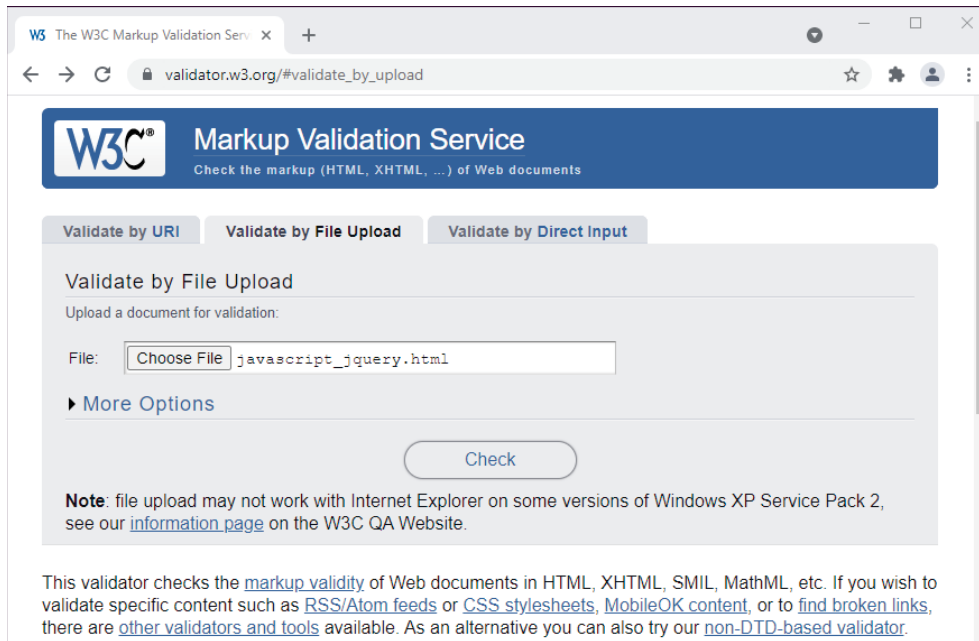 W3 The W3C Markup Validation Serv
validator.w3.org/#validate_by_upload
W3C®
Markup Validation Service
Check the markup (HTML, XHTML, …) of Web documents
Validate by URI Validate by File Upload Validate by Direct Input
Validate by File Upload
Upload a document for validation:
File: Choose File javascript_jquery.html
More Options
Check
Note: file upload may not work with Internet Explorer on some versions of Windows XP Service Pack 2,
see our information page on the W3C QA Website.
This validator checks the markup validity of Web documents in HTML, XHTML, SMIL, MathML, etc. If you wish to
validate specific content such as RSS/Atom feeds or CSS stylesheets, MobileOK content, or to find broken links,
there are other validators and tools available. As an alternative you can also try our non-DTD-based validator.